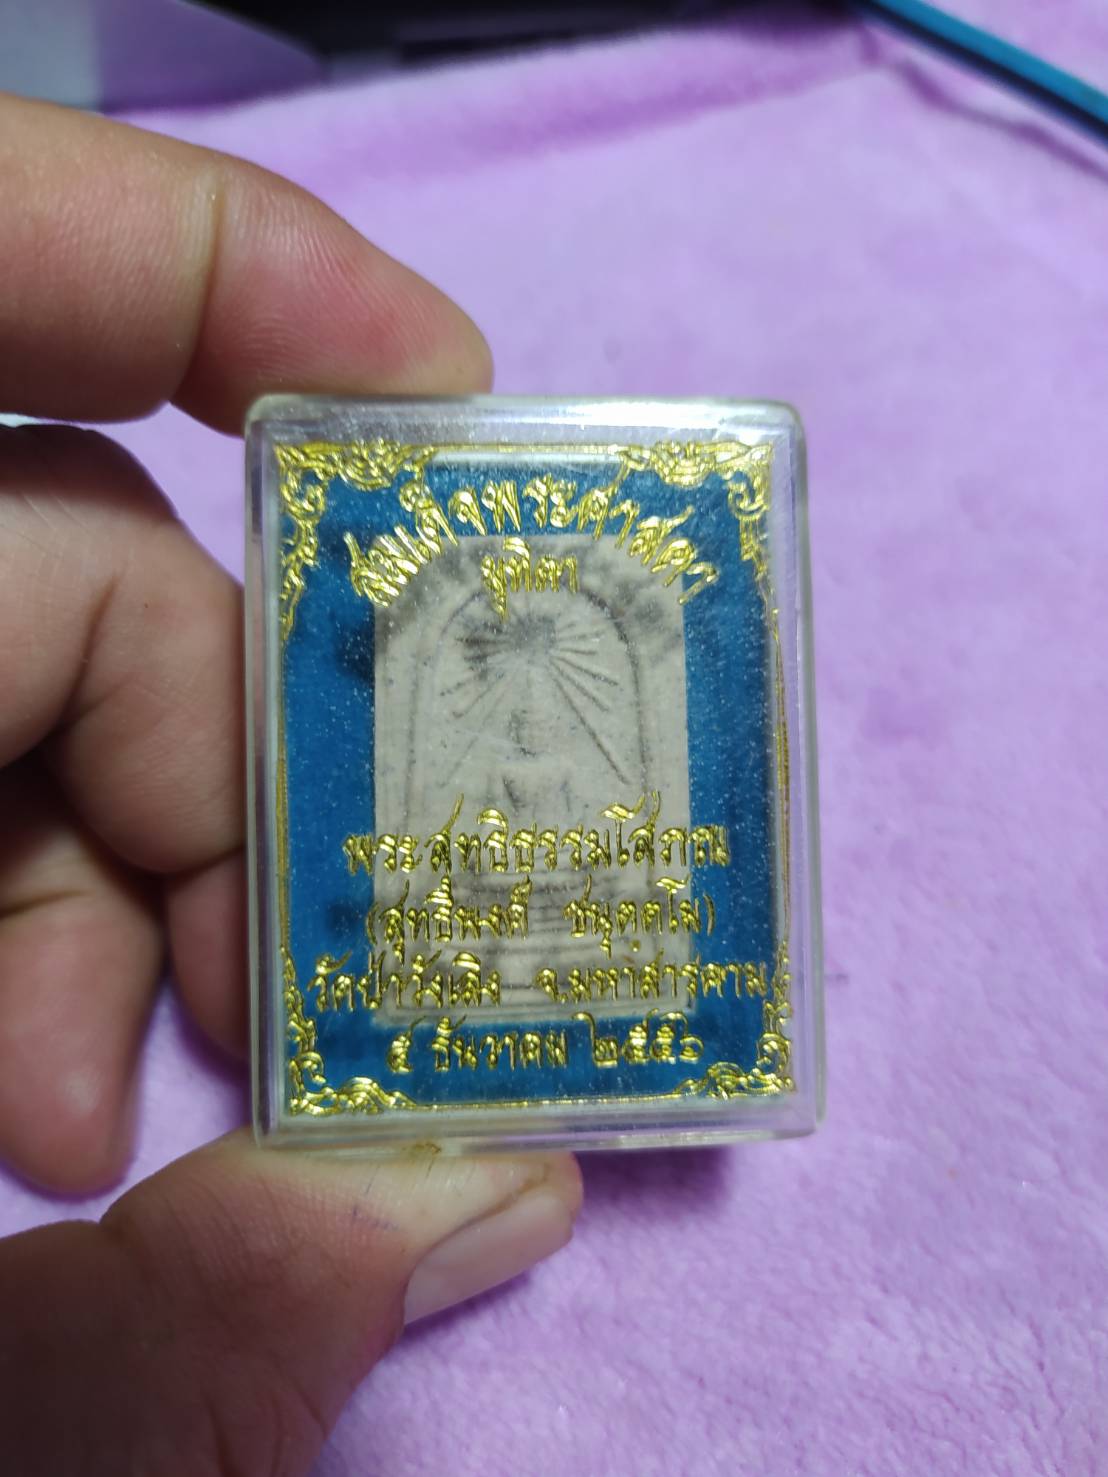 สมเด็จพระศาสดา
มุทิตา
พระสุทธิธรรมโสภณ
(สุทธิพงศ์ ชนุตฺตโม)
วัดป่าวังเลิง จ.มหาสารคาม
๕ ธันวาคม ๒๕๕๖